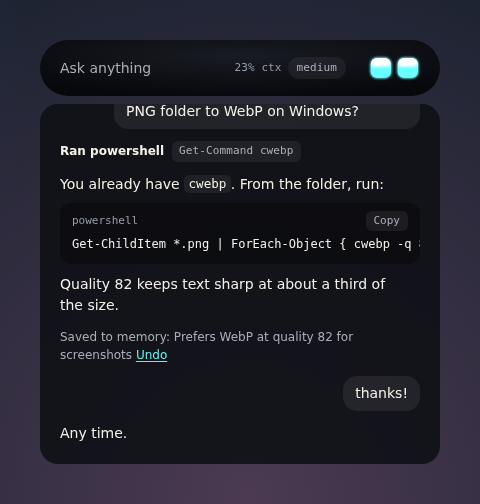 Ask anything
23% ctx medium
PNG folder to WebP on Windows?
Ran powershell Get-Command cwebp
You already have cwebp. From the folder, run:
powershell Copy
Get-ChildItem *.png | ForEach-Object { cwebp -q
Quality 82 keeps text sharp at about a third of
the size.
Saved to memory: Prefers WebP at quality 82 for
screenshots Undo
thanks!
Any time.